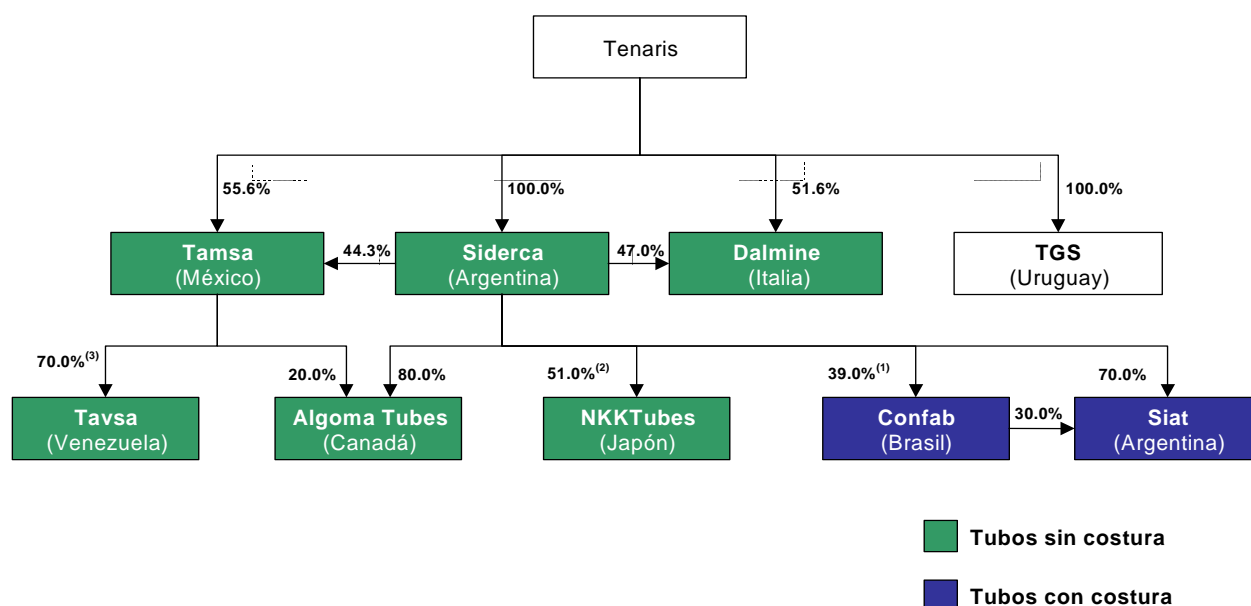 Tenaris
55.6%
100.0%
51.6%
100.0%
Tamsa
(México)
44.3%
Siderca
(Argentina)
47.0%
Dalmine
(Italia)
TGS
(Uruguay)
70.0%(3)
20.0%
80.0%
51.0%(2)
39.0%(1)
70.0%
Tavsa
(Venezuela)
Algoma Tubes
(Canadá)
NKKTubes
(Japón)
Confab
(Brasil)
30.0%
Siat
(Argentina)
Tubos sin costura
Tubos con costura